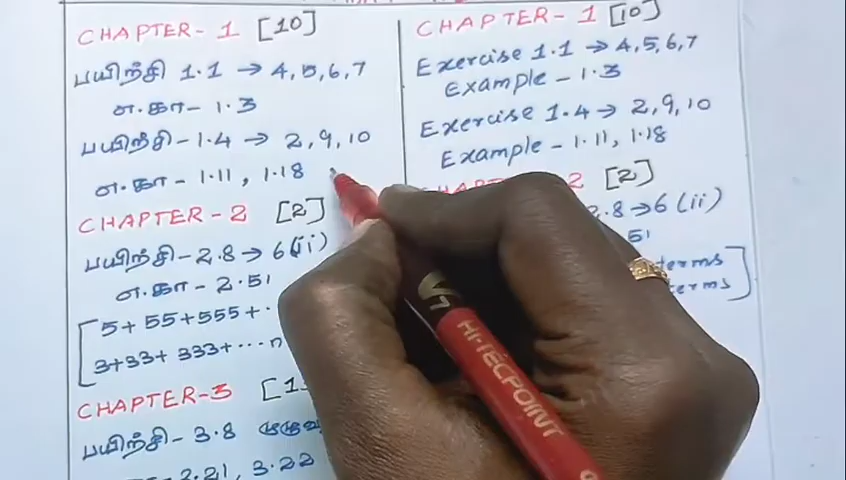 CHAPTER - 1 [10]
பயிற்சி 1.1 → 4, 5, 6, 7
எ.கா - 1.3
பயிற்சி - 1.4 → 2, 9, 10
எ.கா - 1.11, 1.18
CHAPTER - 2 [2]
பயிற்சி - 2.8 → 6(ii)
எ.கா - 2.51
5 + 55 + 555 + ..
3 + 33 + 333 + ... n
CHAPTER - 3
பயிற்சி - 3.8
2.21, 3.22
CHAPTER - 1 [10]
Exercise 1.1 → 4, 5, 6, 7
Example - 1.3
Exercise 1.4 → 2, 9, 10
Example - 1.11, 1.18
2 [2]
2.8 → 6(ii)
51
terms
terms
V7
HI-TECPOINT